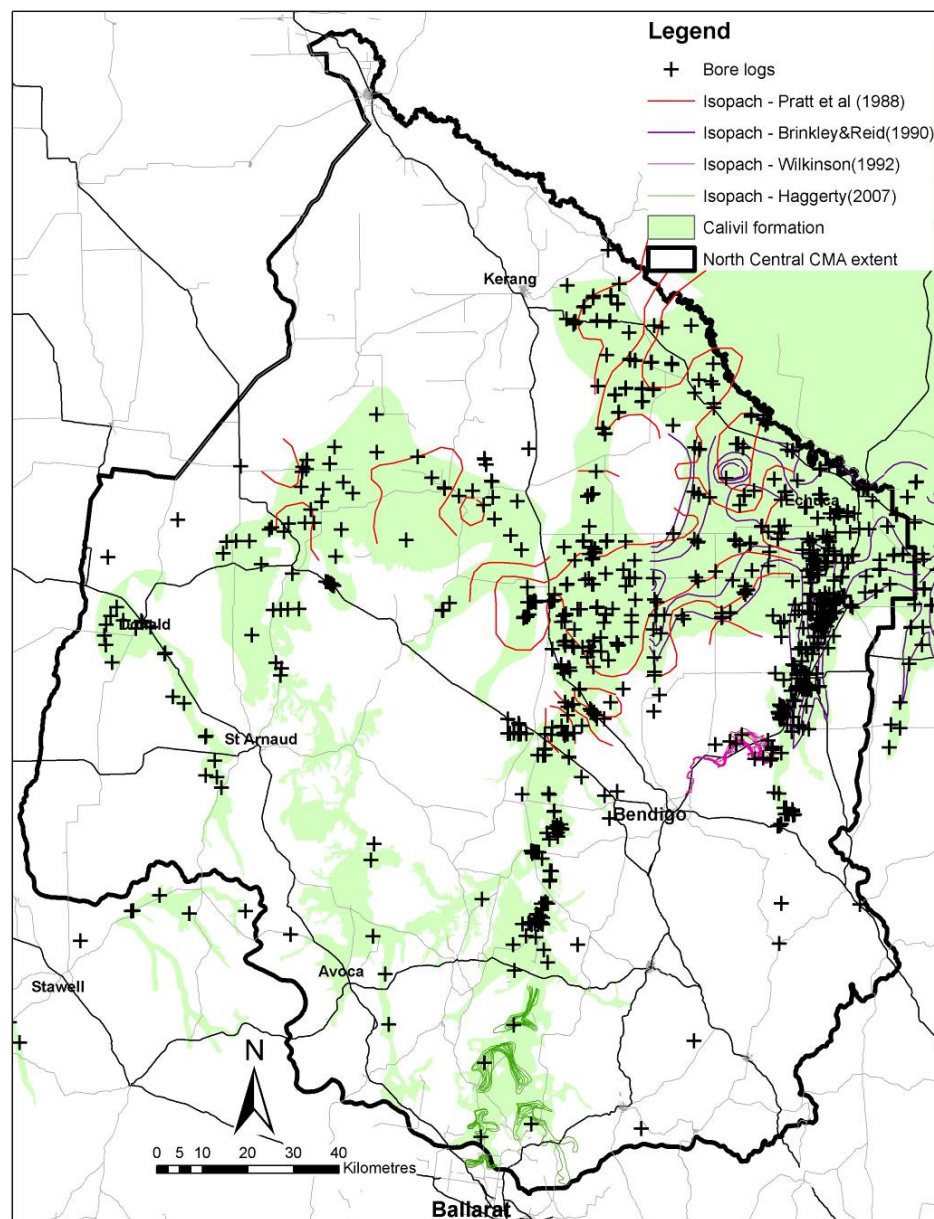 Legend
Bore logs
Isopach - Pratt et al (1988)
Isopach - Brinkley&Reid(1990)
Isopach - Wilkinson(1992)
Isopach - Haggerty(2007)
Calivil formation
North Central CMA extent
Kerang
Echuca
Donald
St Arnaud
Bendigo
Avoca
Stawell
N
0 5 10 20 30 40
Kilometres
Ballarat